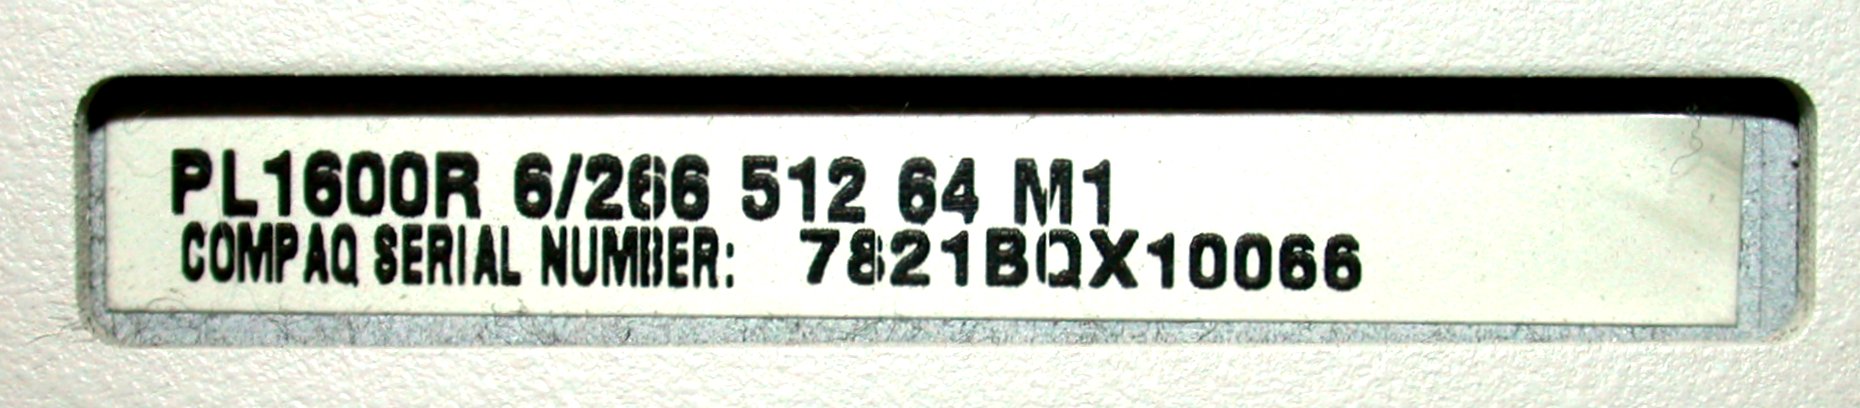 PL1600R 6/266 512 64 M1
COMPAQ SERIAL NUMBER: 7821BQX10066